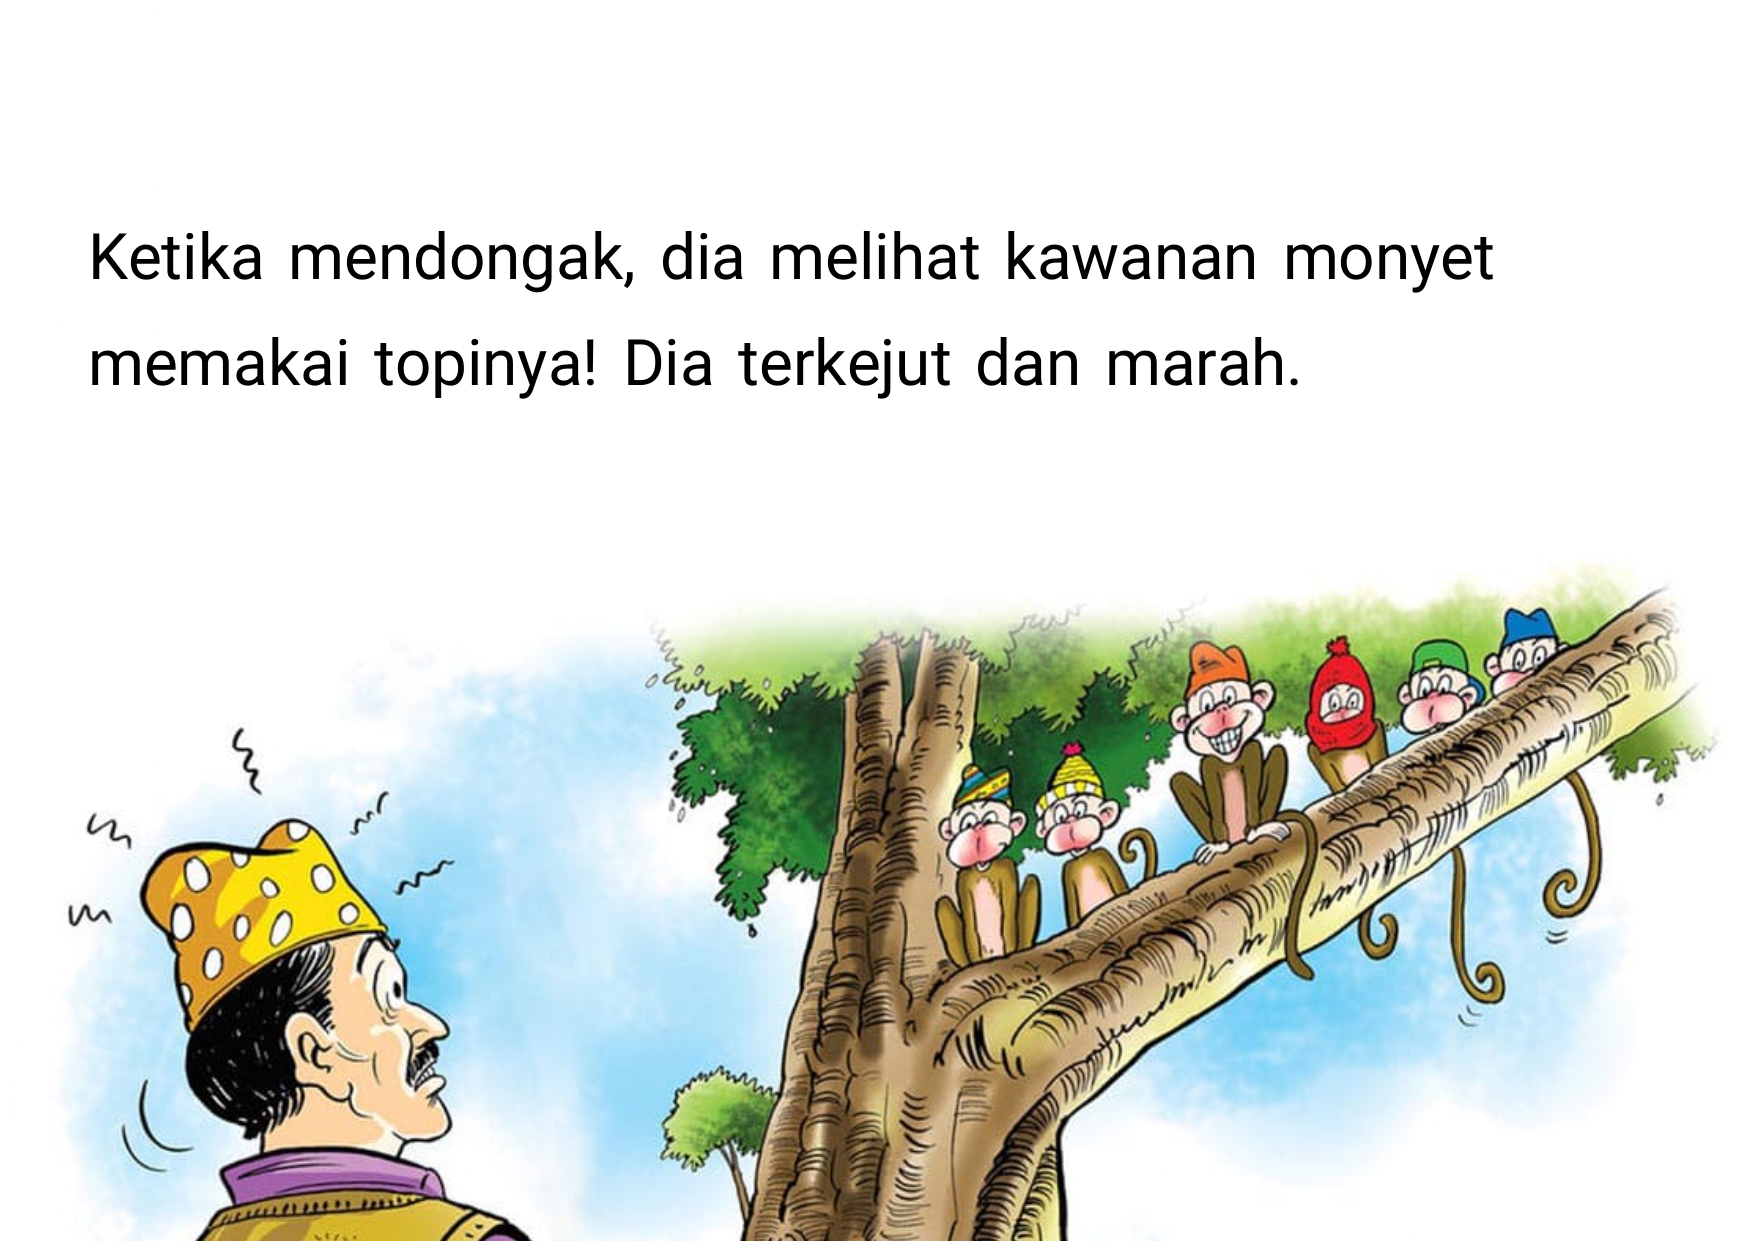 Ketika mendongak, dia melihat kawanan monyet
memakai topinya! Dia terkejut dan marah.